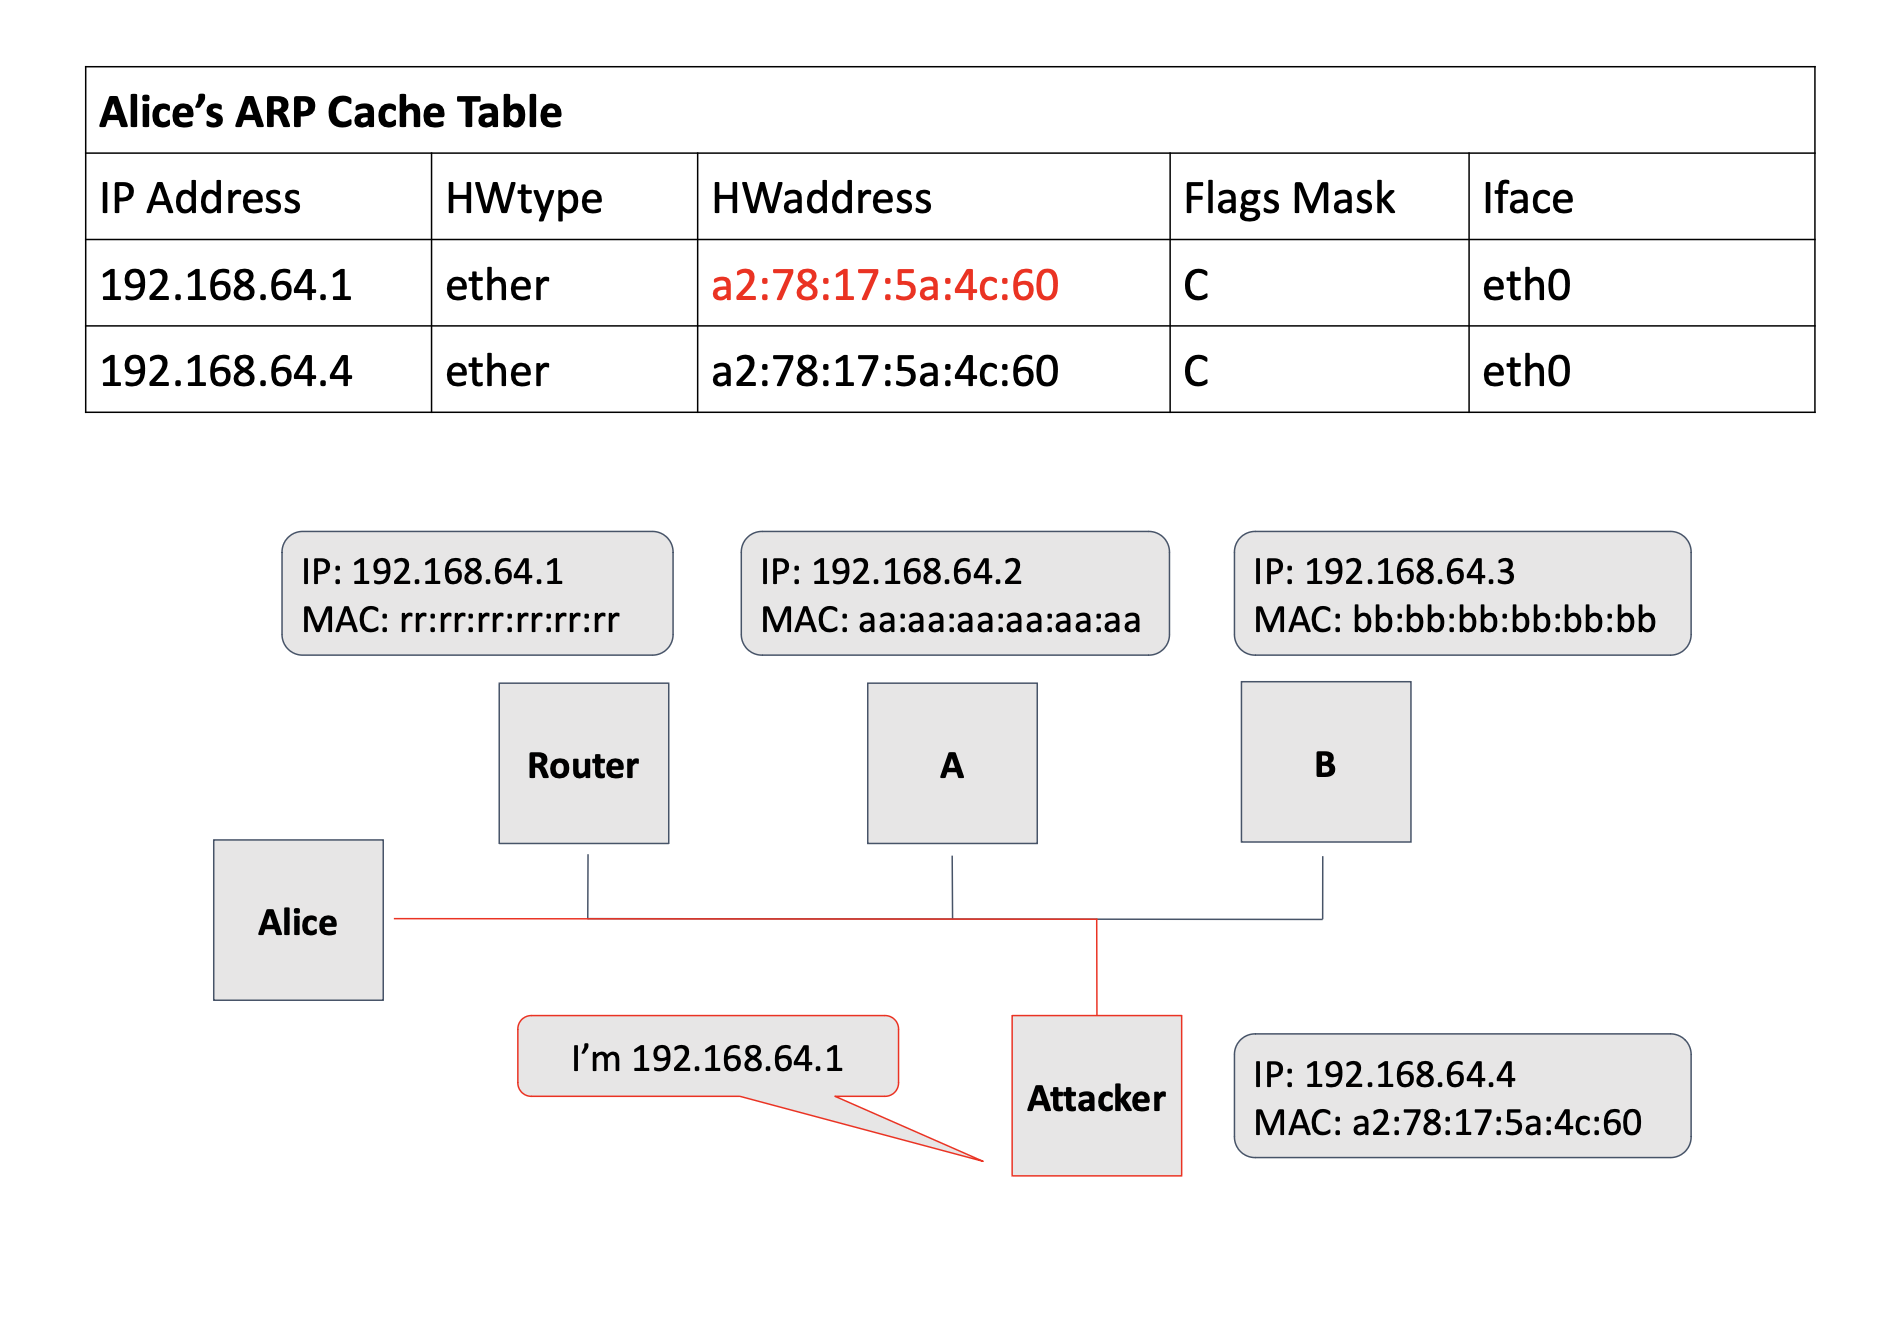 Alice’s ARP Cache Table
IP Address HWtype HWaddress Flags Mask Iface
192.168.64.1 ether a2:78:17:5a:4c:60 C eth0
192.168.64.4 ether a2:78:17:5a:4c:60 C eth0
IP: 192.168.64.1
MAC: rr:rr:rr:rr:rr:rr
IP: 192.168.64.2
MAC: aa:aa:aa:aa:aa:aa
IP: 192.168.64.3
MAC: bb:bb:bb:bb:bb:bb
Router
A
B
Alice
I’m 192.168.64.1
Attacker
IP: 192.168.64.4
MAC: a2:78:17:5a:4c:60